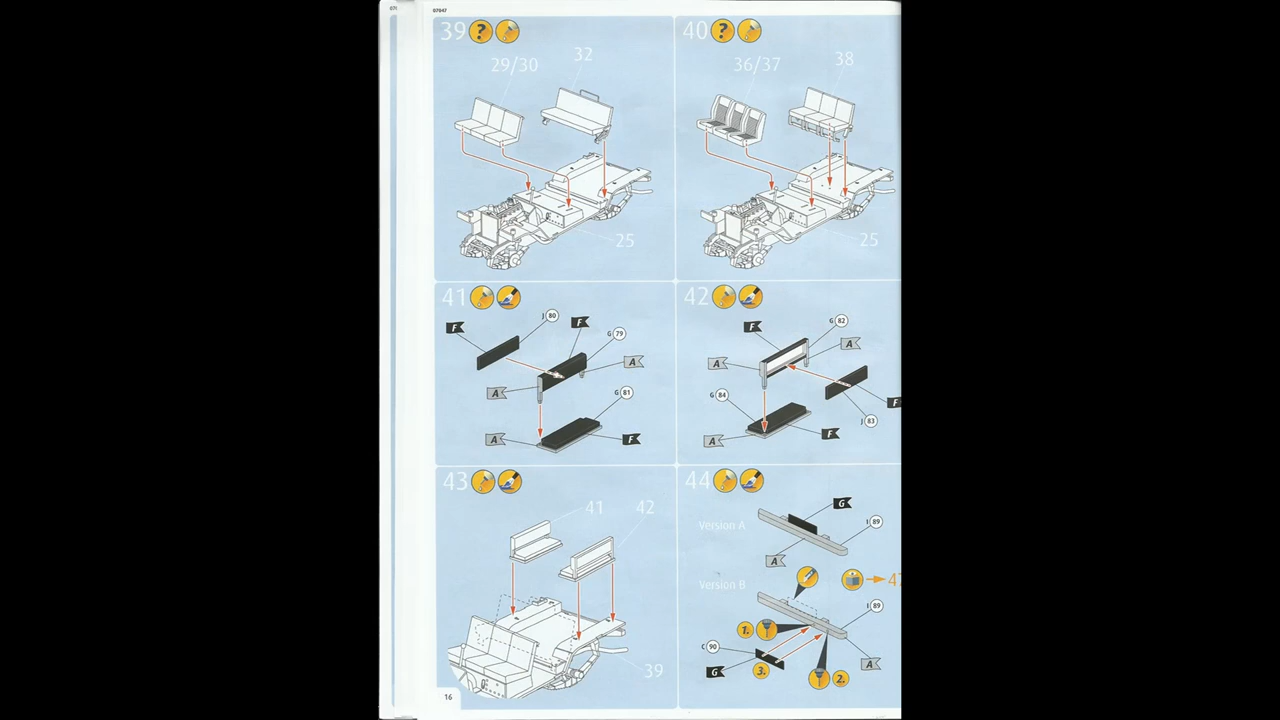 07047
39 ?
29/30
32
25
40 ?
36/37
38
25
41
F
J 80
F
G 79
A
A
G 81
A
F
42
F
G 82
A
A
G 84
F
J 83
A
F
43
41
42
39
44
Version A
G
I 89
A
Version B
I 89
1.
C 90
G
3.
2.
A
16